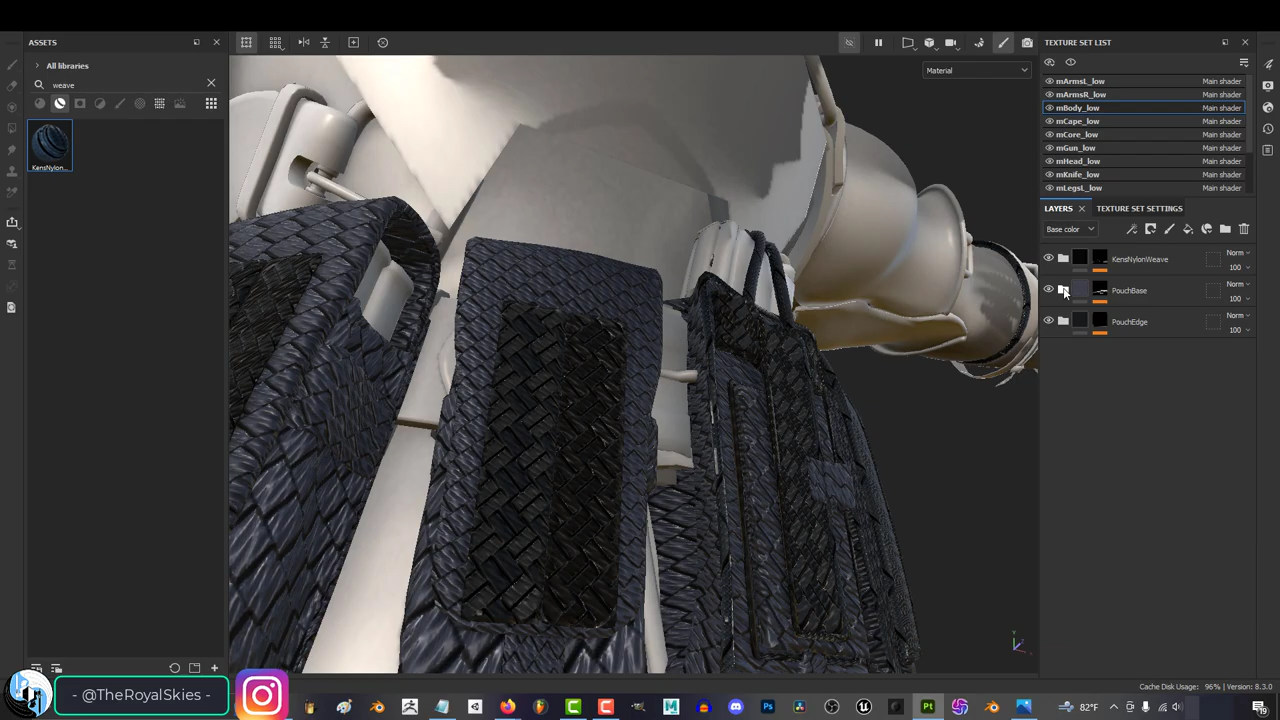 ASSETS
All libraries
weave
KensNylon...
Material
TEXTURE SET LIST
mArmsL_low Main shader
mArmsR_low Main shader
mBody_low Main shader
mCape_low Main shader
mCore_low Main shader
mGun_low Main shader
mHead_low Main shader
mKnife_low Main shader
mLegsL_low Main shader
LAYERS TEXTURE SET SETTINGS
Base color
KensNylonWeave Norm 100
PouchBase Norm 100
PouchEdge Norm 100
Cache Disk Usage: 96% | Version: 8.3.0
- @TheRoyalSkies -
82°F